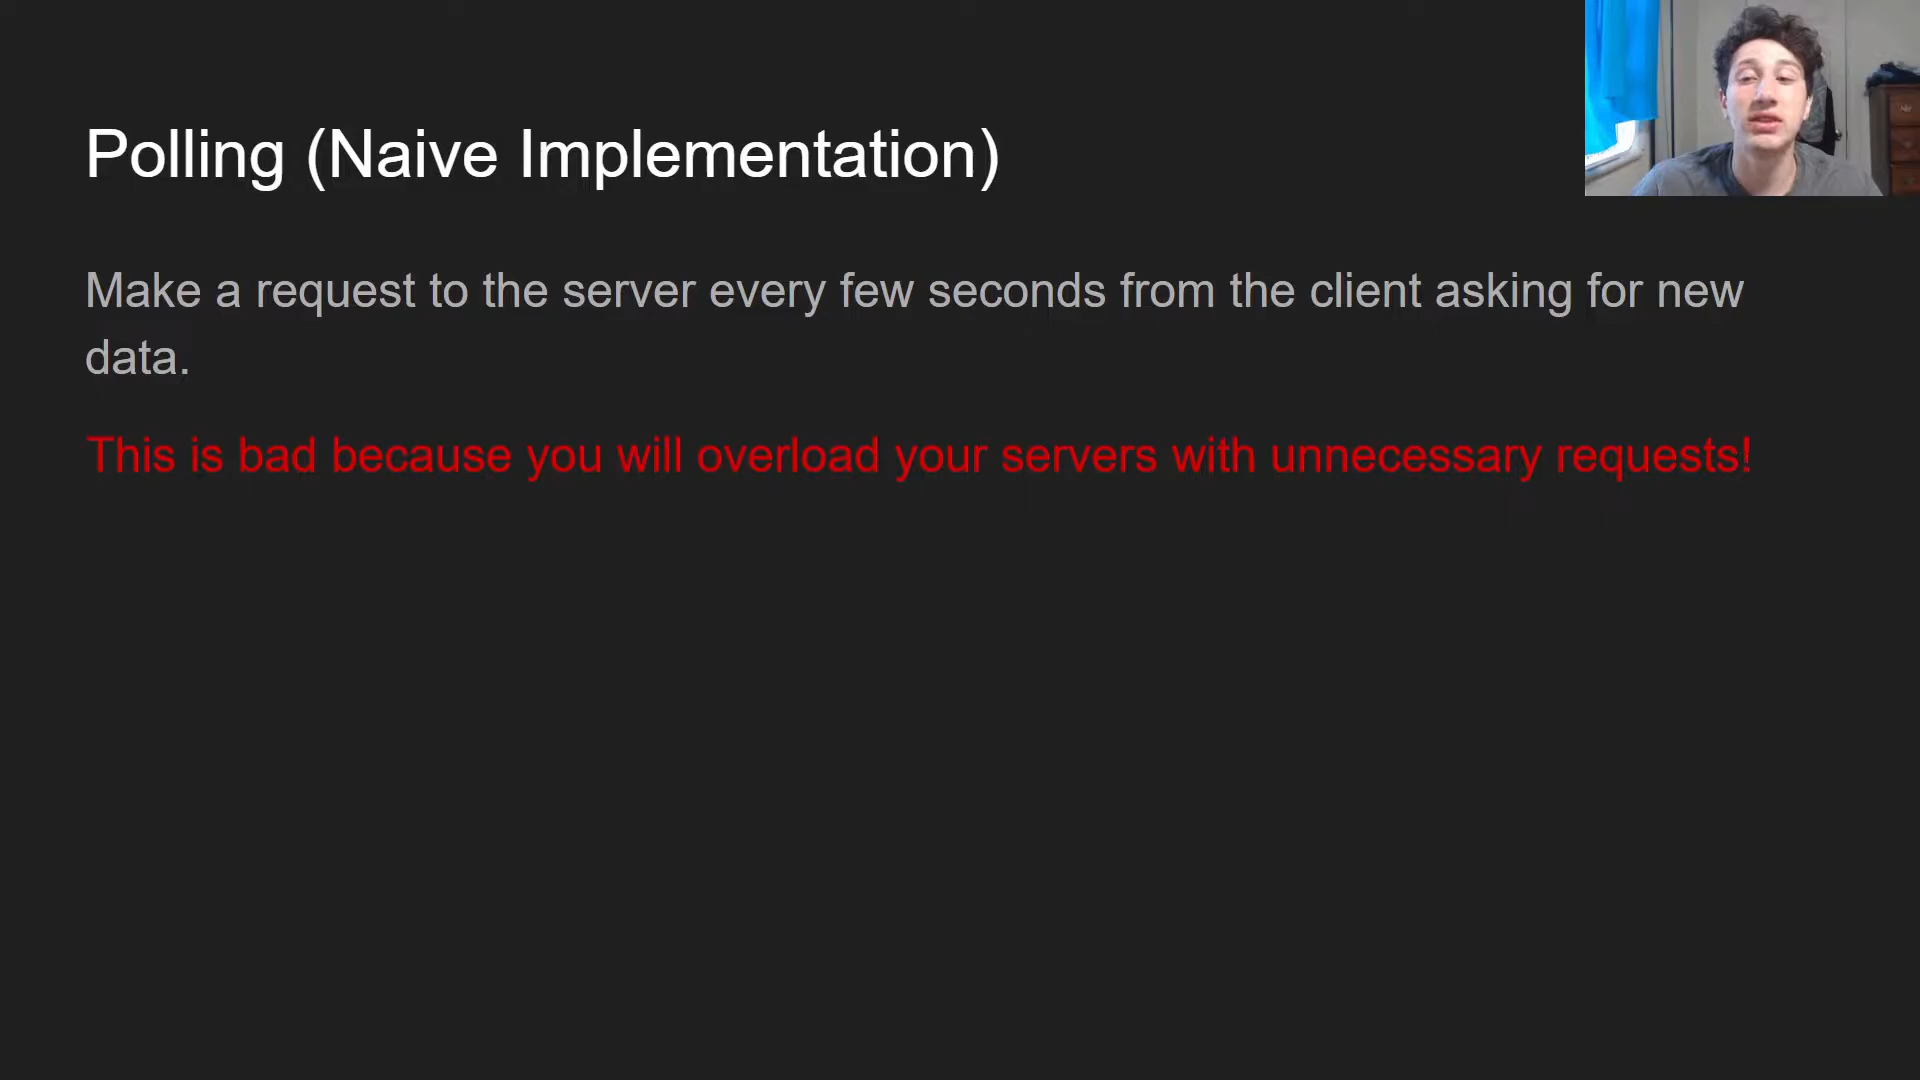 Polling (Naive Implementation)
Make a request to the server every few seconds from the client asking for new
data.
This is bad because you will overload your servers with unnecessary requests!